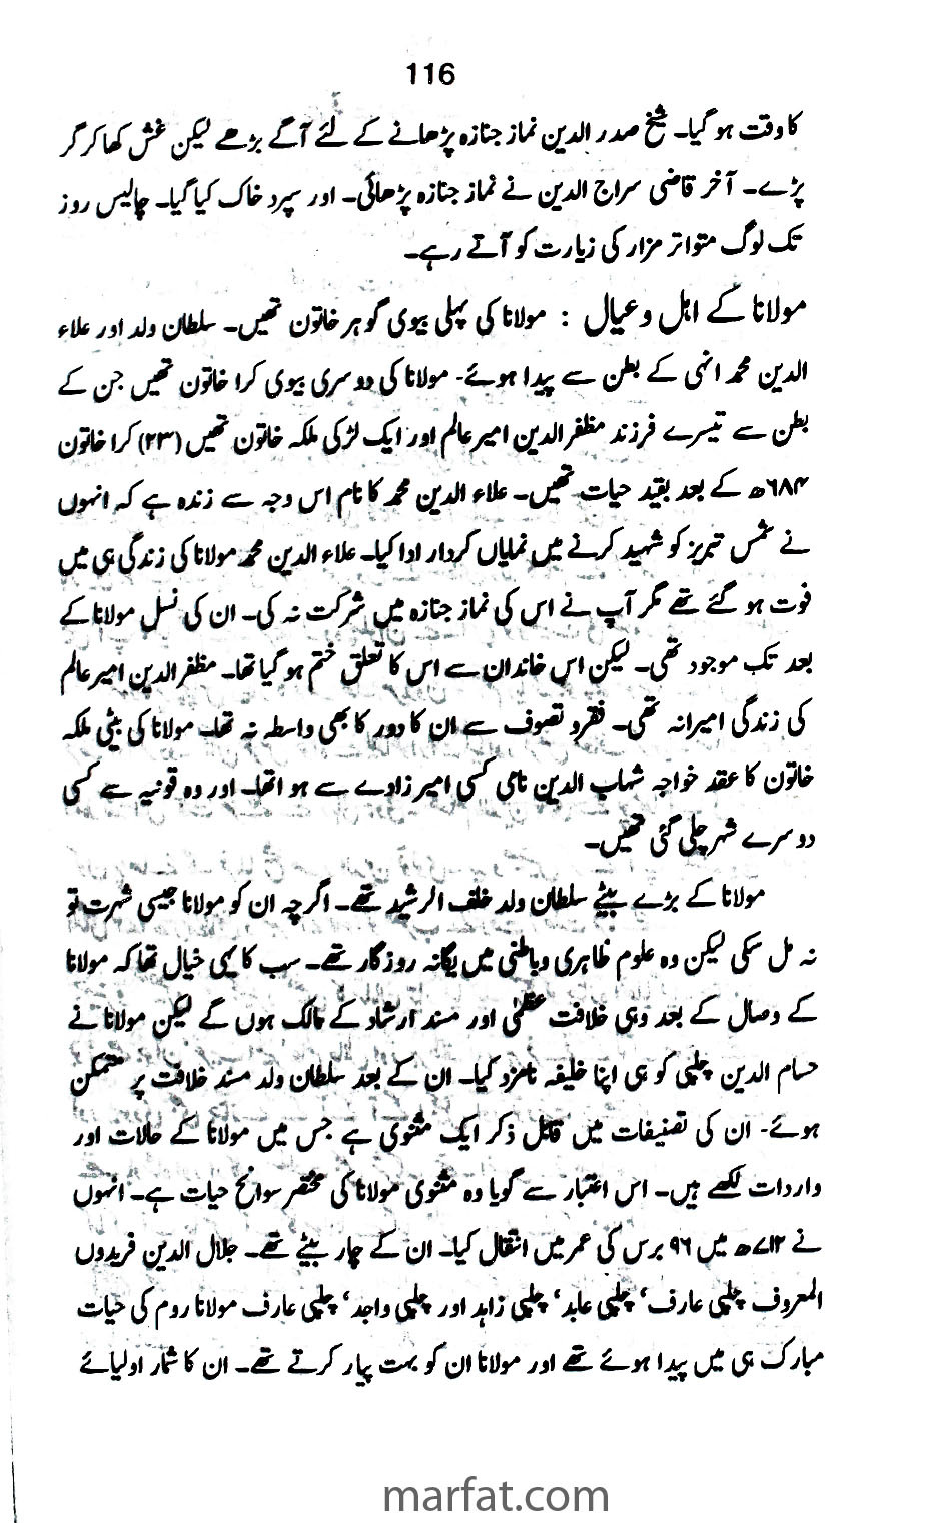 116
کا وقت ہو گیا۔ شیخ صدر الدین نماز جنازہ پڑھانے کے لئے آگے بڑھے لیکن غش کھا کر گر
پڑے۔ آخر قاضی سراج الدین نے نماز جنازہ پڑھائی۔ اور سپرد خاک کیا گیا۔ چالیس روز
تک لوگ متواتر مزار کی زیارت کو آتے رہے۔
مولانا کے اہل و عیال : مولانا کی پہلی بیوی گوہر خاتون تھیں۔ سلطان ولد اور علاء
الدین محمد انہی کے بطن سے پیدا ہوئے۔ مولانا کی دوسری بیوی کرا خاتون تھیں جن کے
بطن سے تیسرے فرزند مظفر الدین امیر عالم اور ایک لڑکی ملکہ خاتون تھیں (۲۳) کرا خاتون
۶۸۳ھ کے بعد بقید حیات تھیں۔ علاء الدین محمد کا نام اس وجہ سے زندہ ہے کہ انہوں
نے شمس تبریز کو شہید کرنے میں نمایاں کردار ادا کیا۔ علاء الدین محمد مولانا کی زندگی ہی میں
فوت ہو گئے تھے مگر آپ نے اس کی نماز جنازہ میں شرکت نہ کی۔ ان کی نسل مولانا کے
بعد تک موجود تھی۔ لیکن اس خاندان سے اس کا تعلق ختم ہو گیا تھا۔ مظفر الدین امیر عالم
کی زندگی امیرانہ تھی۔ فقر و تصوف سے ان کا دور کا بھی واسطہ نہ تھا۔ مولانا کی بیٹی ملکہ
خاتون کا عقد خواجہ شہاب الدین نامی کسی امیر زادے سے ہوا تھا۔ اور وہ قونیہ سے کسی
دوسرے شہر چلی گئی تھیں۔
مولانا کے بڑے بیٹے سلطان ولد خلف الرشید تھے۔ اگرچہ ان کو مولانا جیسی شہرت تو
نہ مل سکی لیکن وہ علوم ظاہری و باطنی میں یگانہ روزگار تھے۔ سب کا یہی خیال تھا کہ مولانا
کے وصال کے بعد وہی خلافت عظمیٰ اور مسند ارشاد کے مالک ہوں گے لیکن مولانا نے
حسام الدین چلپی کو ہی اپنا خلیفہ نامزد کیا۔ ان کے بعد سلطان ولد مسند خلافت پر متمکن
ہوئے۔ ان کی تصنیفات میں قابل ذکر ایک مثنوی ہے جس میں مولانا کے حالات اور
واردات لکھے ہیں۔ اس اعتبار سے گویا وہ مثنوی مولانا کی مختصر سوانح حیات ہے۔ انہوں
نے ۷۱۲ھ میں ۹۶ برس کی عمر میں انتقال کیا۔ ان کے چار بیٹے تھے۔ جلال الدین فریدوں
المعروف چلپی عارف‘ چلپی عابد‘ چلپی زاہد اور چلپی واجد‘ چلپی عارف مولانا روم کی حیات
مبارک ہی میں پیدا ہوئے تھے اور مولانا ان کو بہت پیار کرتے تھے۔ ان کا شمار اولیائے
marfat.com